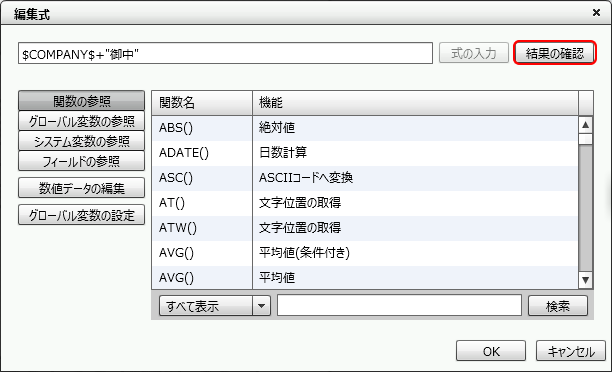 編集式
×
$COMPANY$+"御中"
式の入力
結果の確認
関数の参照
グローバル変数の参照
システム変数の参照
フィールドの参照
数値データの編集
グローバル変数の設定
関数名 機能
ABS() 絶対値
ADATE() 日数計算
ASC() ASCIIコードへ変換
AT() 文字位置の取得
ATW() 文字位置の取得
AVG() 平均値(条件付き)
AVG() 平均値
すべて表示
検索
OK
キャンセル